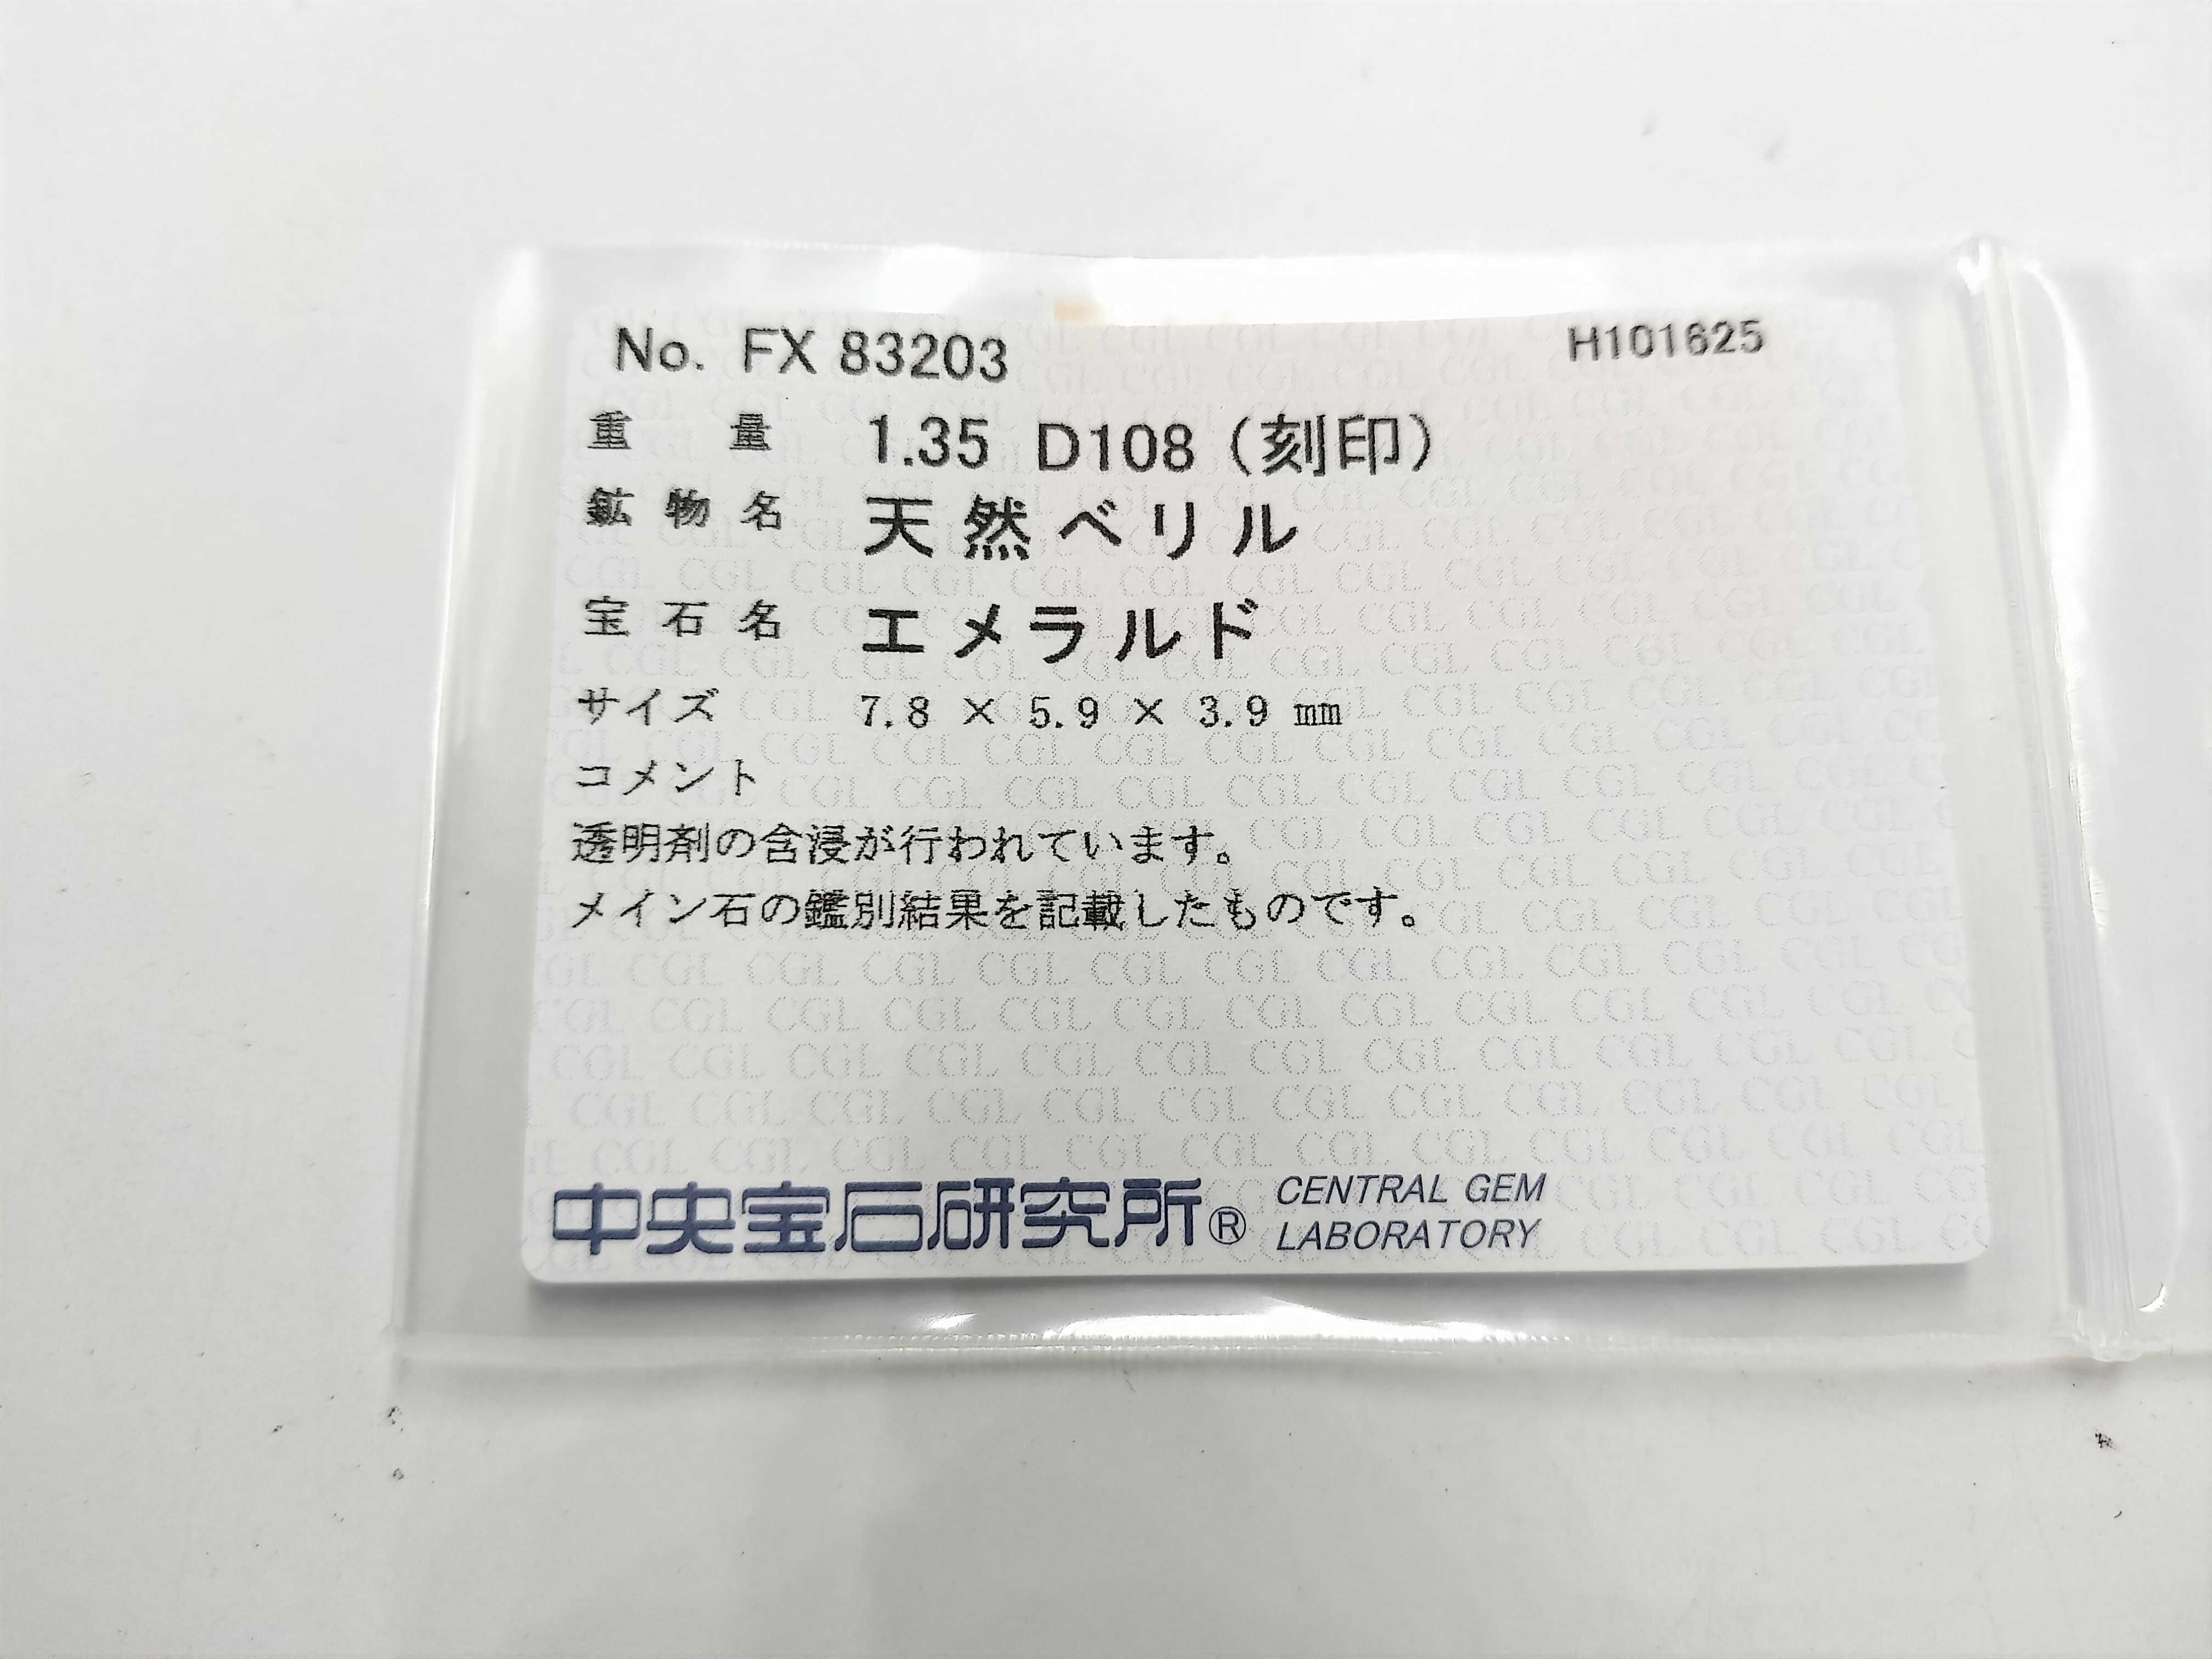 No. FX 83203 H101625
重量 1.35 D108（刻印）
鉱物名 天然ベリル
宝石名 エメラルド
サイズ 7.8 × 5.9 × 3.9 mm
コメント
透明剤の含浸が行われています。
メイン石の鑑別結果を記載したものです。
中央宝石研究所® CENTRAL GEM
LABORATORY